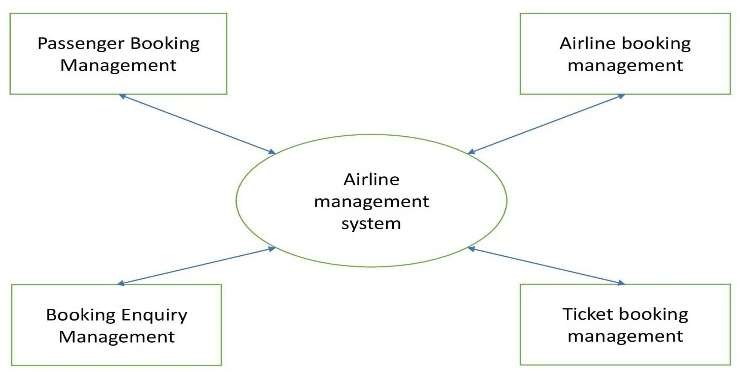 Passenger Booking
Management
Airline booking
management
Airline
management
system
Booking Enquiry
Management
Ticket booking
management